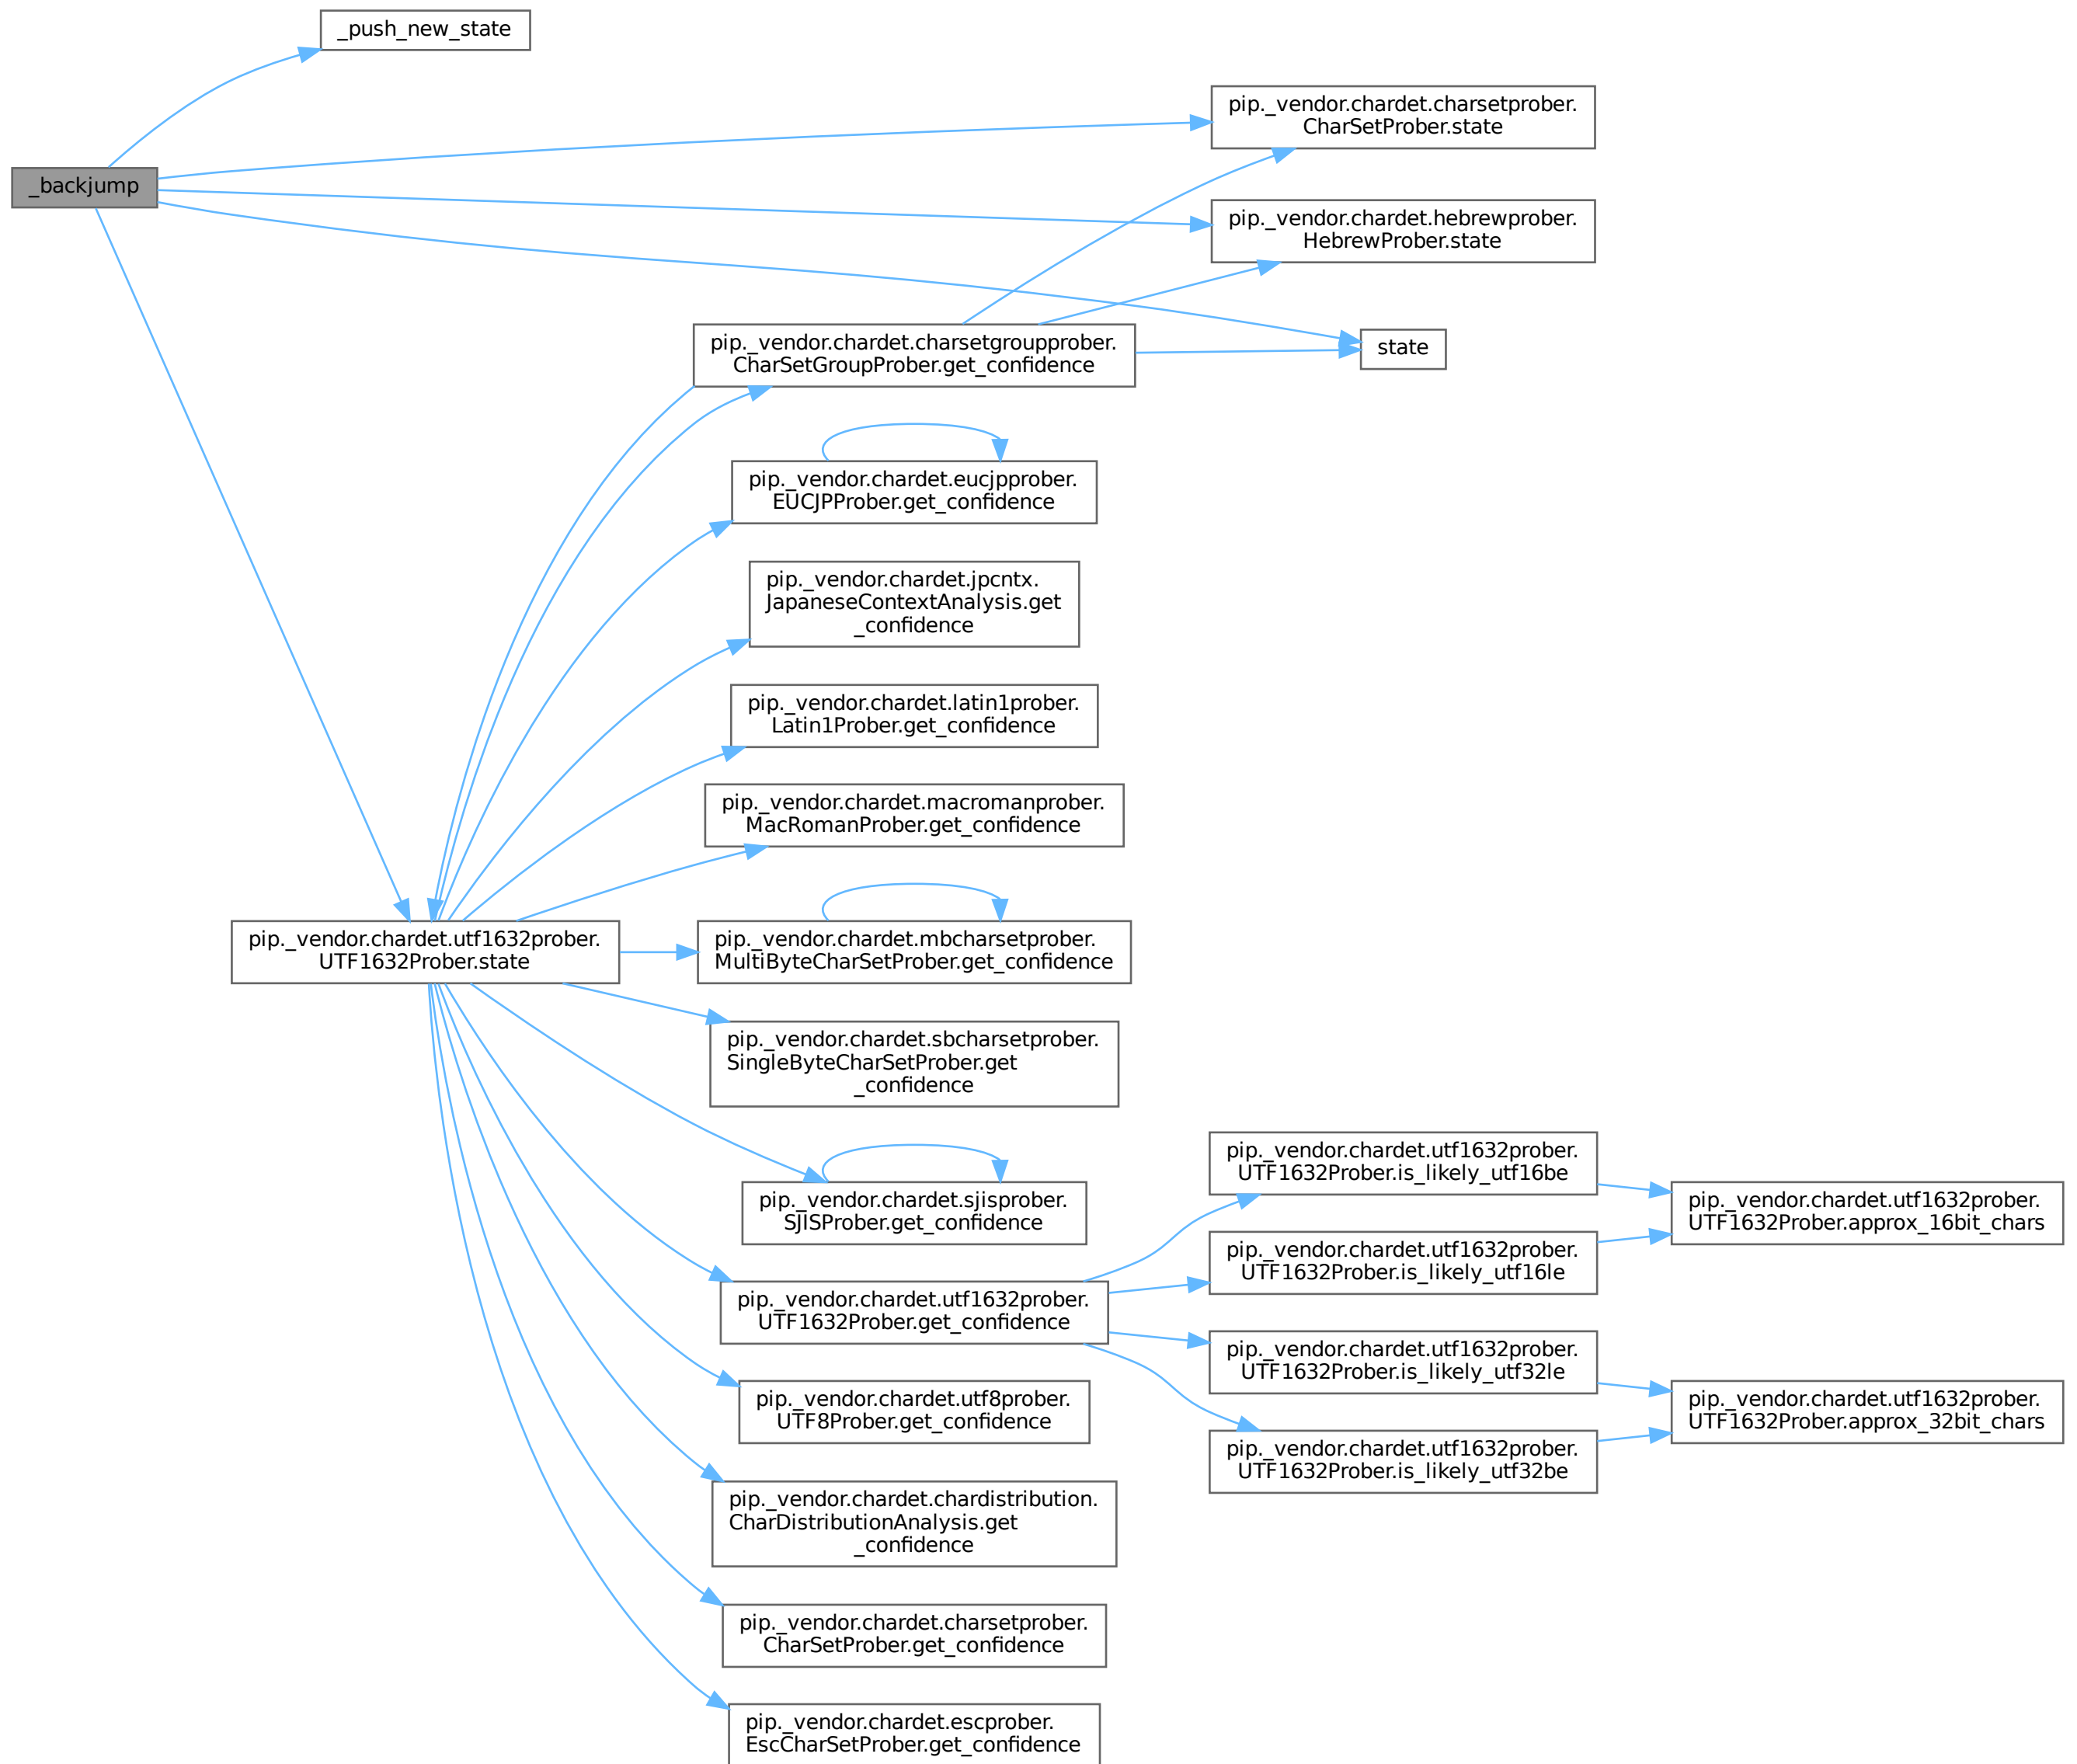 _push_new_state
pip._vendor.chardet.charsetprober.
CharSetProber.state
_backjump
pip._vendor.chardet.hebrewprober.
HebrewProber.state
pip._vendor.chardet.charsetgroupprober.
CharSetGroupProber.get_confidence
state
pip._vendor.chardet.eucjpprober.
EUCJPProber.get_confidence
pip._vendor.chardet.jpcntx.
JapaneseContextAnalysis.get
_confidence
pip._vendor.chardet.latin1prober.
Latin1Prober.get_confidence
pip._vendor.chardet.macromanprober.
MacRomanProber.get_confidence
pip._vendor.chardet.utf1632prober.
UTF1632Prober.state
pip._vendor.chardet.mbcharsetprober.
MultiByteCharSetProber.get_confidence
pip._vendor.chardet.sbcharsetprober.
SingleByteCharSetProber.get
_confidence
pip._vendor.chardet.sjisprober.
SJISProber.get_confidence
pip._vendor.chardet.utf1632prober.
UTF1632Prober.is_likely_utf16be
pip._vendor.chardet.utf1632prober.
UTF1632Prober.approx_16bit_chars
pip._vendor.chardet.utf1632prober.
UTF1632Prober.is_likely_utf16le
pip._vendor.chardet.utf1632prober.
UTF1632Prober.get_confidence
pip._vendor.chardet.utf1632prober.
UTF1632Prober.is_likely_utf32le
pip._vendor.chardet.utf1632prober.
UTF1632Prober.approx_32bit_chars
pip._vendor.chardet.utf8prober.
UTF8Prober.get_confidence
pip._vendor.chardet.utf1632prober.
UTF1632Prober.is_likely_utf32be
pip._vendor.chardet.chardistribution.
CharDistributionAnalysis.get
_confidence
pip._vendor.chardet.charsetprober.
CharSetProber.get_confidence
pip._vendor.chardet.escprober.
EscCharSetProber.get_confidence